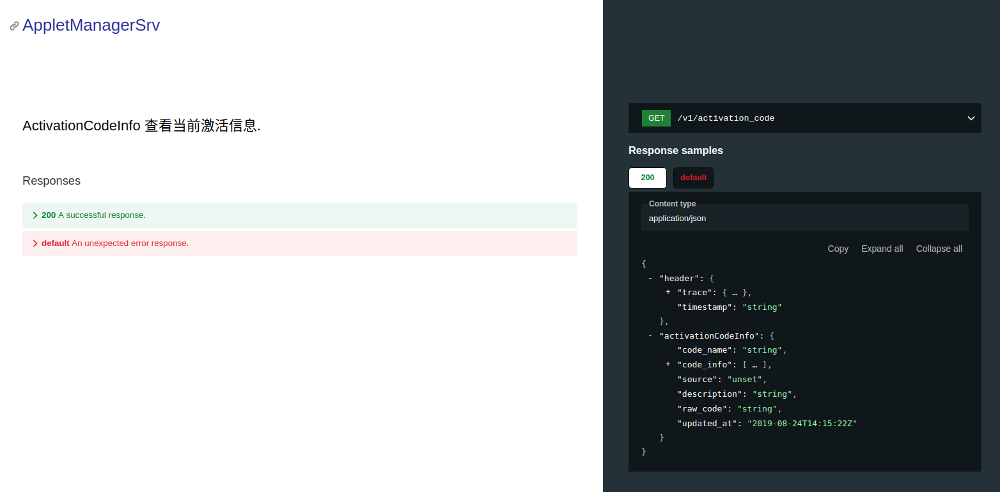 AppletManagerSrv
ActivationCodeInfo 查看当前激活信息.
Responses
200 A successful response.
default An unexpected error response.
GET /v1/activation_code
Response samples
200 default
Content type
application/json
Copy Expand all Collapse all
{
- "header": {
+ "trace": { … },
"timestamp": "string"
},
- "activationCodeInfo": {
"code_name": "string",
+ "code_info": [ … ],
"source": "unset",
"description": "string",
"raw_code": "string",
"updated_at": "2019-08-24T14:15:22Z"
}
}